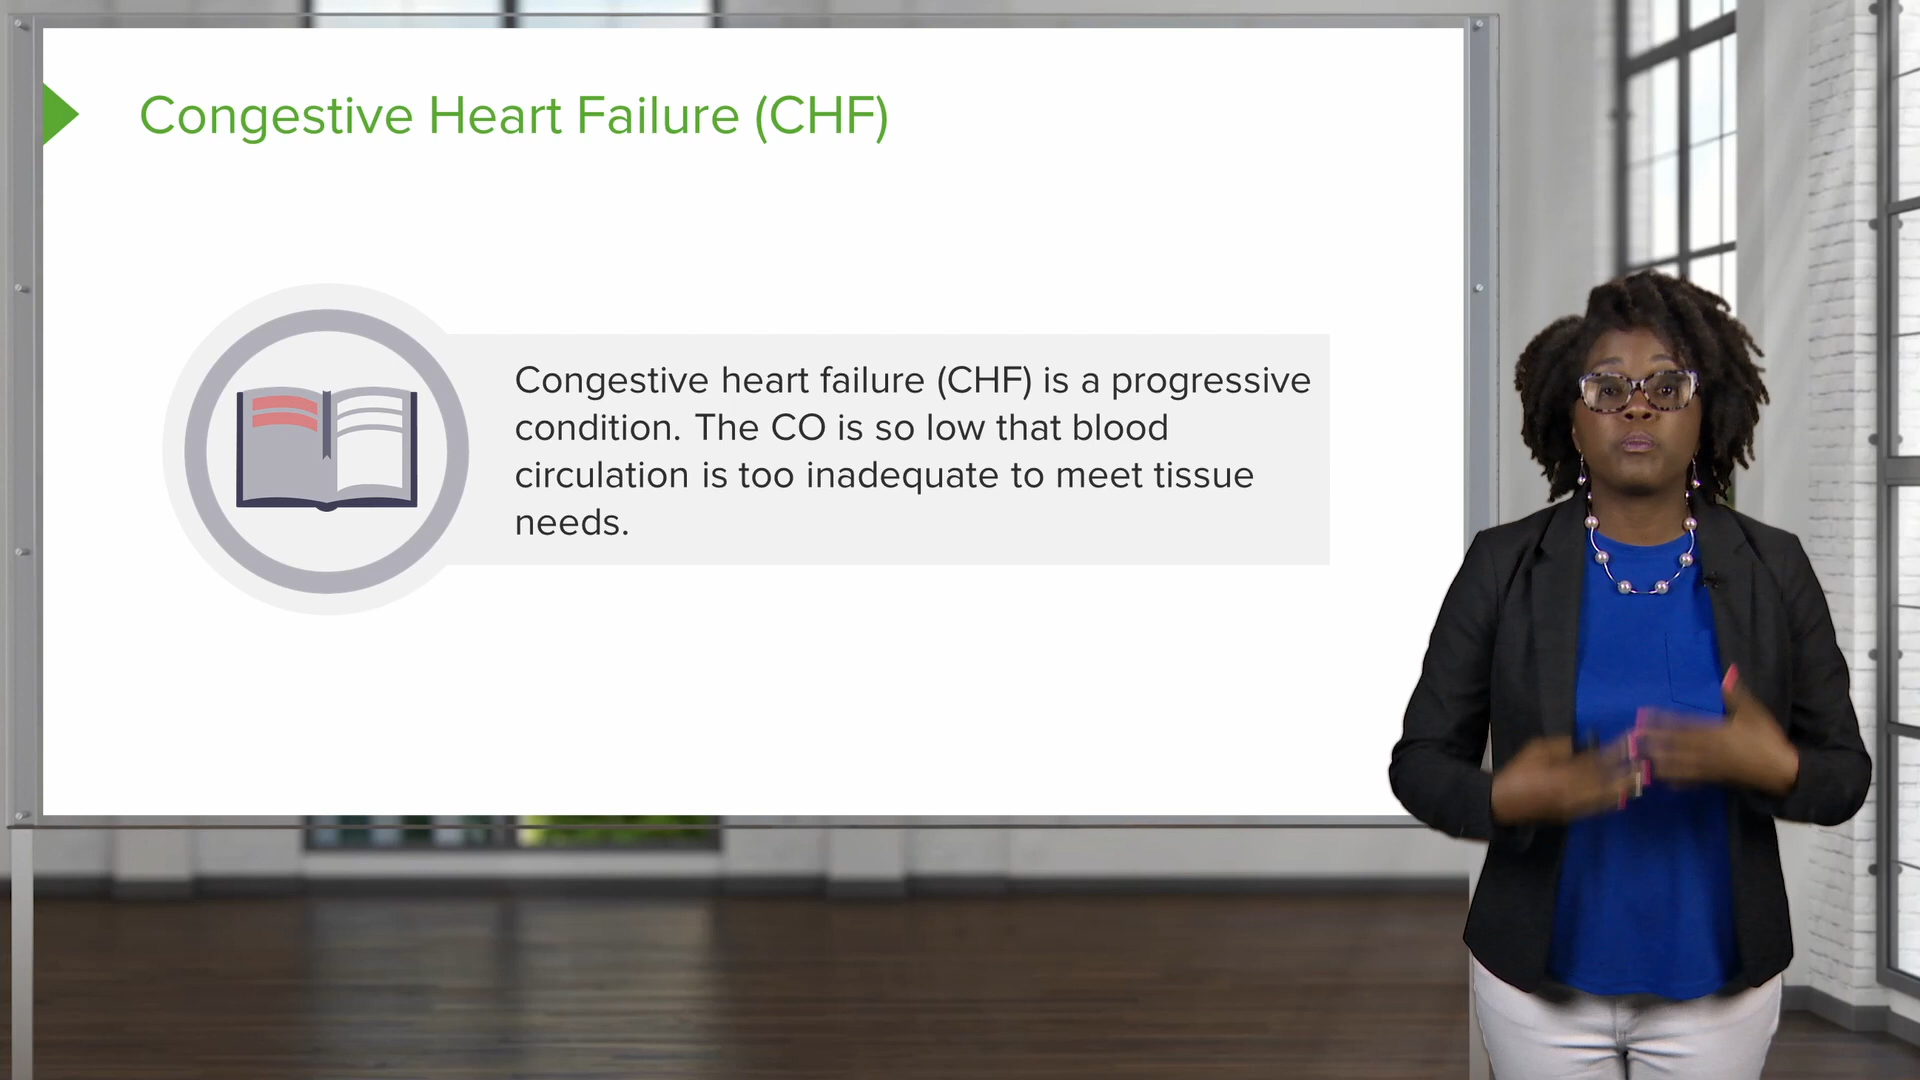 Congestive Heart Failure (CHF)
Congestive heart failure (CHF) is a progressive
condition. The CO is so low that blood
circulation is too inadequate to meet tissue
needs.